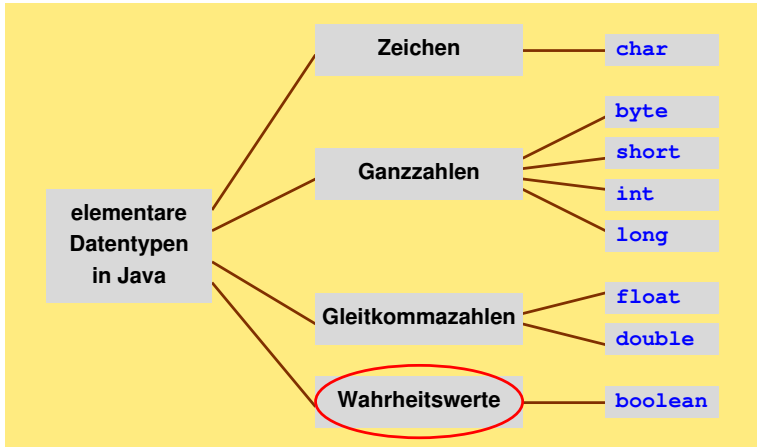 elementare
Datentypen
in Java
Zeichen
char
Ganzzahlen
byte
short
int
long
Gleitkommazahlen
float
double
Wahrheitswerte
boolean